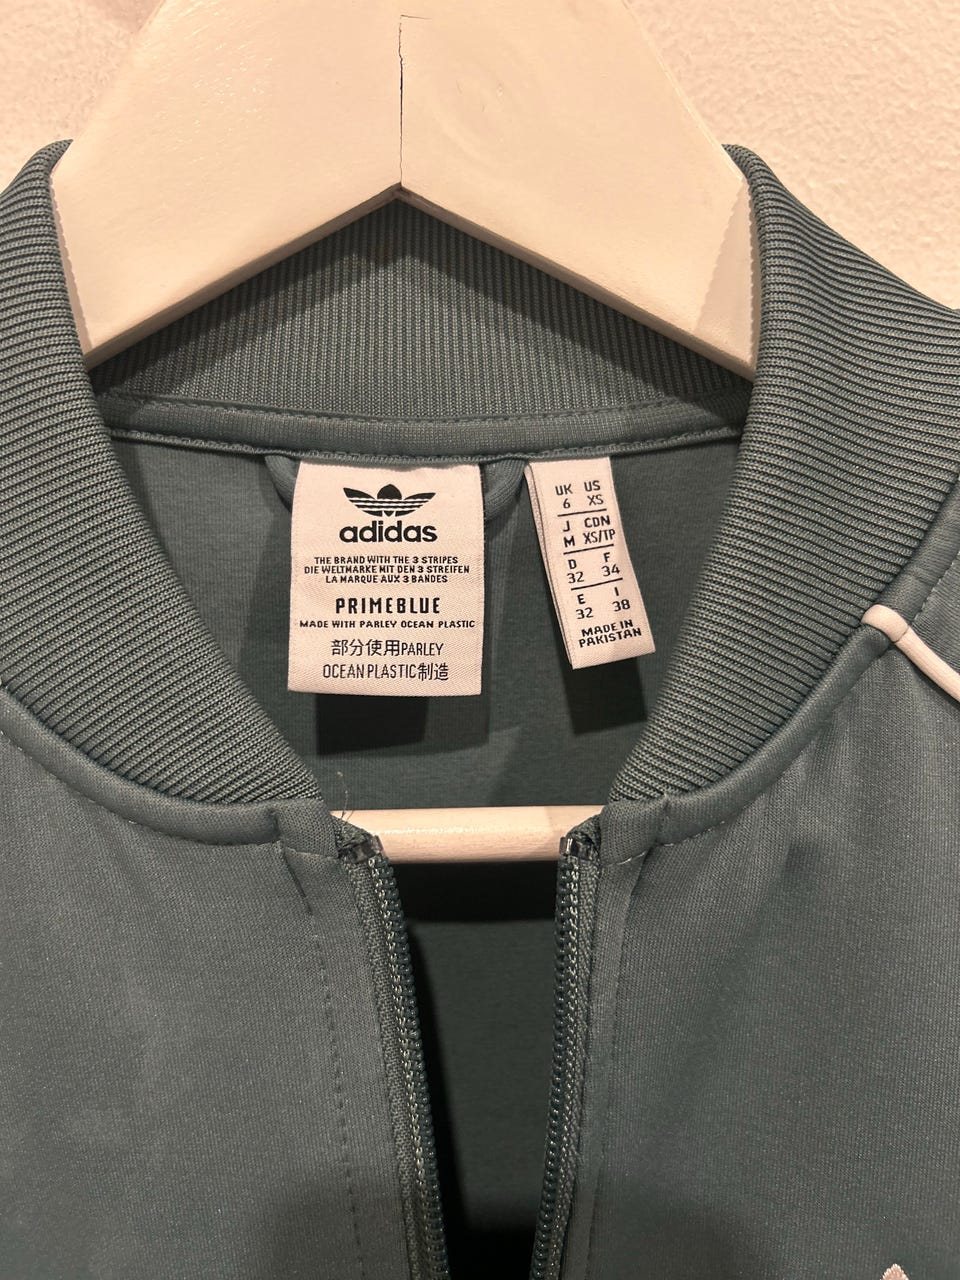 adidas
THE BRAND WITH THE 3 STRIPES
DIE WELTMARKE MIT DEN 3 STREIFEN
LA MARQUE AUX 3 BANDES
PRIMEBLUE
MADE WITH PARLEY OCEAN PLASTIC
部分使用PARLEY
OCEAN PLASTIC制造
UK US
6 XS
J CDN
M XS/TP
D F
32 34
E I
32 38
MADE IN
PAKISTAN